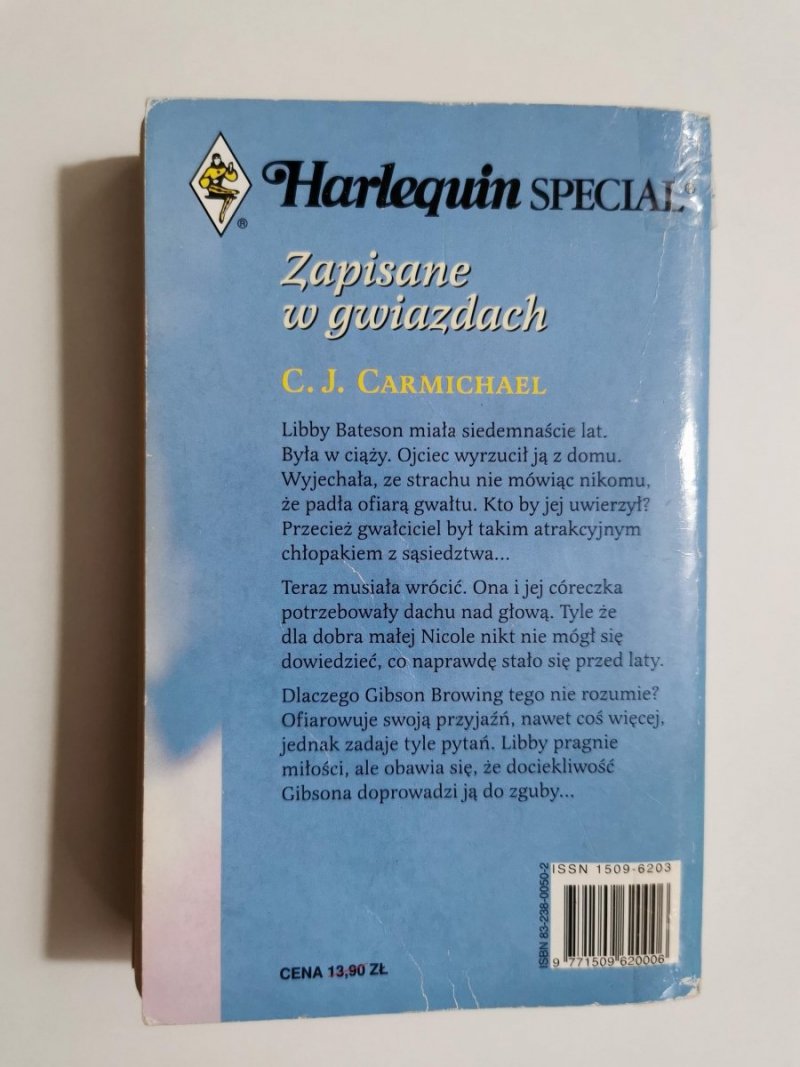 Harlequin SPECIAL®
®
Zapisane
w gwiazdach
C. J. CARMICHAEL
Libby Bateson miała siedemnaście lat.
Była w ciąży. Ojciec wyrzucił ją z domu.
Wyjechała, ze strachu nie mówiąc nikomu,
że padła ofiarą gwałtu. Kto by jej uwierzył?
Przecież gwałciciel był takim atrakcyjnym
chłopakiem z sąsiedztwa...
Teraz musiała wrócić. Ona i jej córeczka
potrzebowały dachu nad głową. Tyle że
dla dobra małej Nicole nikt nie mógł się
dowiedzieć, co naprawdę stało się przed laty.
Dlaczego Gibson Browing tego nie rozumie?
Ofiarowuje swoją przyjaźń, nawet coś więcej,
jednak zadaje tyle pytań. Libby pragnie
miłości, ale obawia się, że dociekliwość
Gibsona doprowadzi ją do zguby...
ISSN 1509-6203
ISBN 83-238-0050-2
9 771509 620006
CENA 13,90 ZŁ